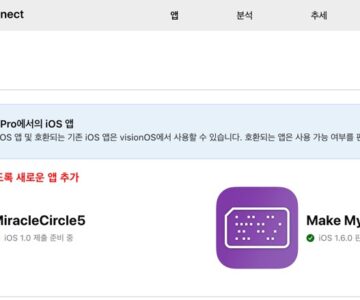 nect
앱 분석 추세
Pro에서의 iOS 앱
OS 앱 및 호환되는 기존 iOS 앱은 visionOS에서 사용할 수 있습니다. 호환되는 앱은 사용 가능 여부를 편
도록 새로운 앱 추가
MiracleCircle5
iOS 1.0 제출 준비 중
Make My
iOS 1.6.0 판